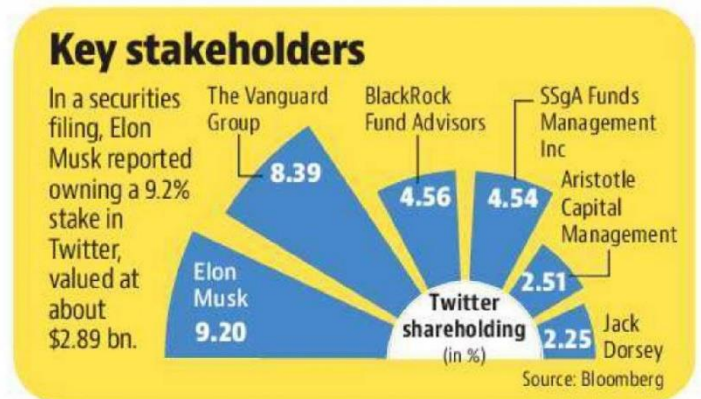 Key stakeholders
In a securities
filing, Elon
Musk reported
owning a 9.2%
stake in
Twitter,
valued at
about
$2.89 bn.
The Vanguard
Group
8.39
BlackRock
Fund Advisors
4.56
SSgA Funds
Management
Inc
4.54
Aristotle
Capital
Management
2.51
Elon
Musk
9.20
Twitter
shareholding
(in %)
2.25
Jack
Dorsey
Source: Bloomberg